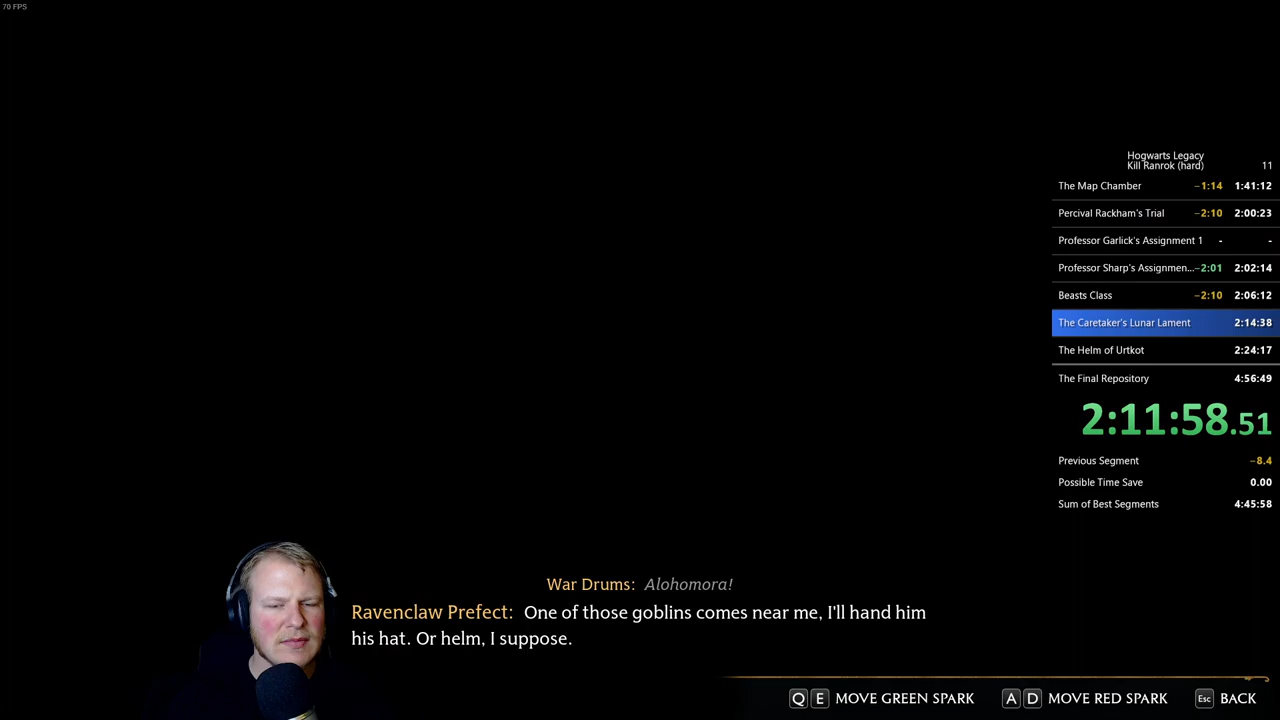 70 FPS
Hogwarts Legacy
Kill Ranrok (hard) 11
The Map Chamber −1:14 1:41:12
Percival Rackham's Trial −2:10 2:00:23
Professor Garlick's Assignment 1 - -
Professor Sharp's Assignmen... −2:01 2:02:14
Beasts Class −2:10 2:06:12
The Caretaker's Lunar Lament 2:14:38
The Helm of Urtkot 2:24:17
The Final Repository 4:56:49
2:11:58.51
Previous Segment −8.4
Possible Time Save 0.00
Sum of Best Segments 4:45:58
War Drums: Alohomora!
Ravenclaw Prefect: One of those goblins comes near me, I'll hand him
his hat. Or helm, I suppose.
Q E MOVE GREEN SPARK A D MOVE RED SPARK Esc BACK